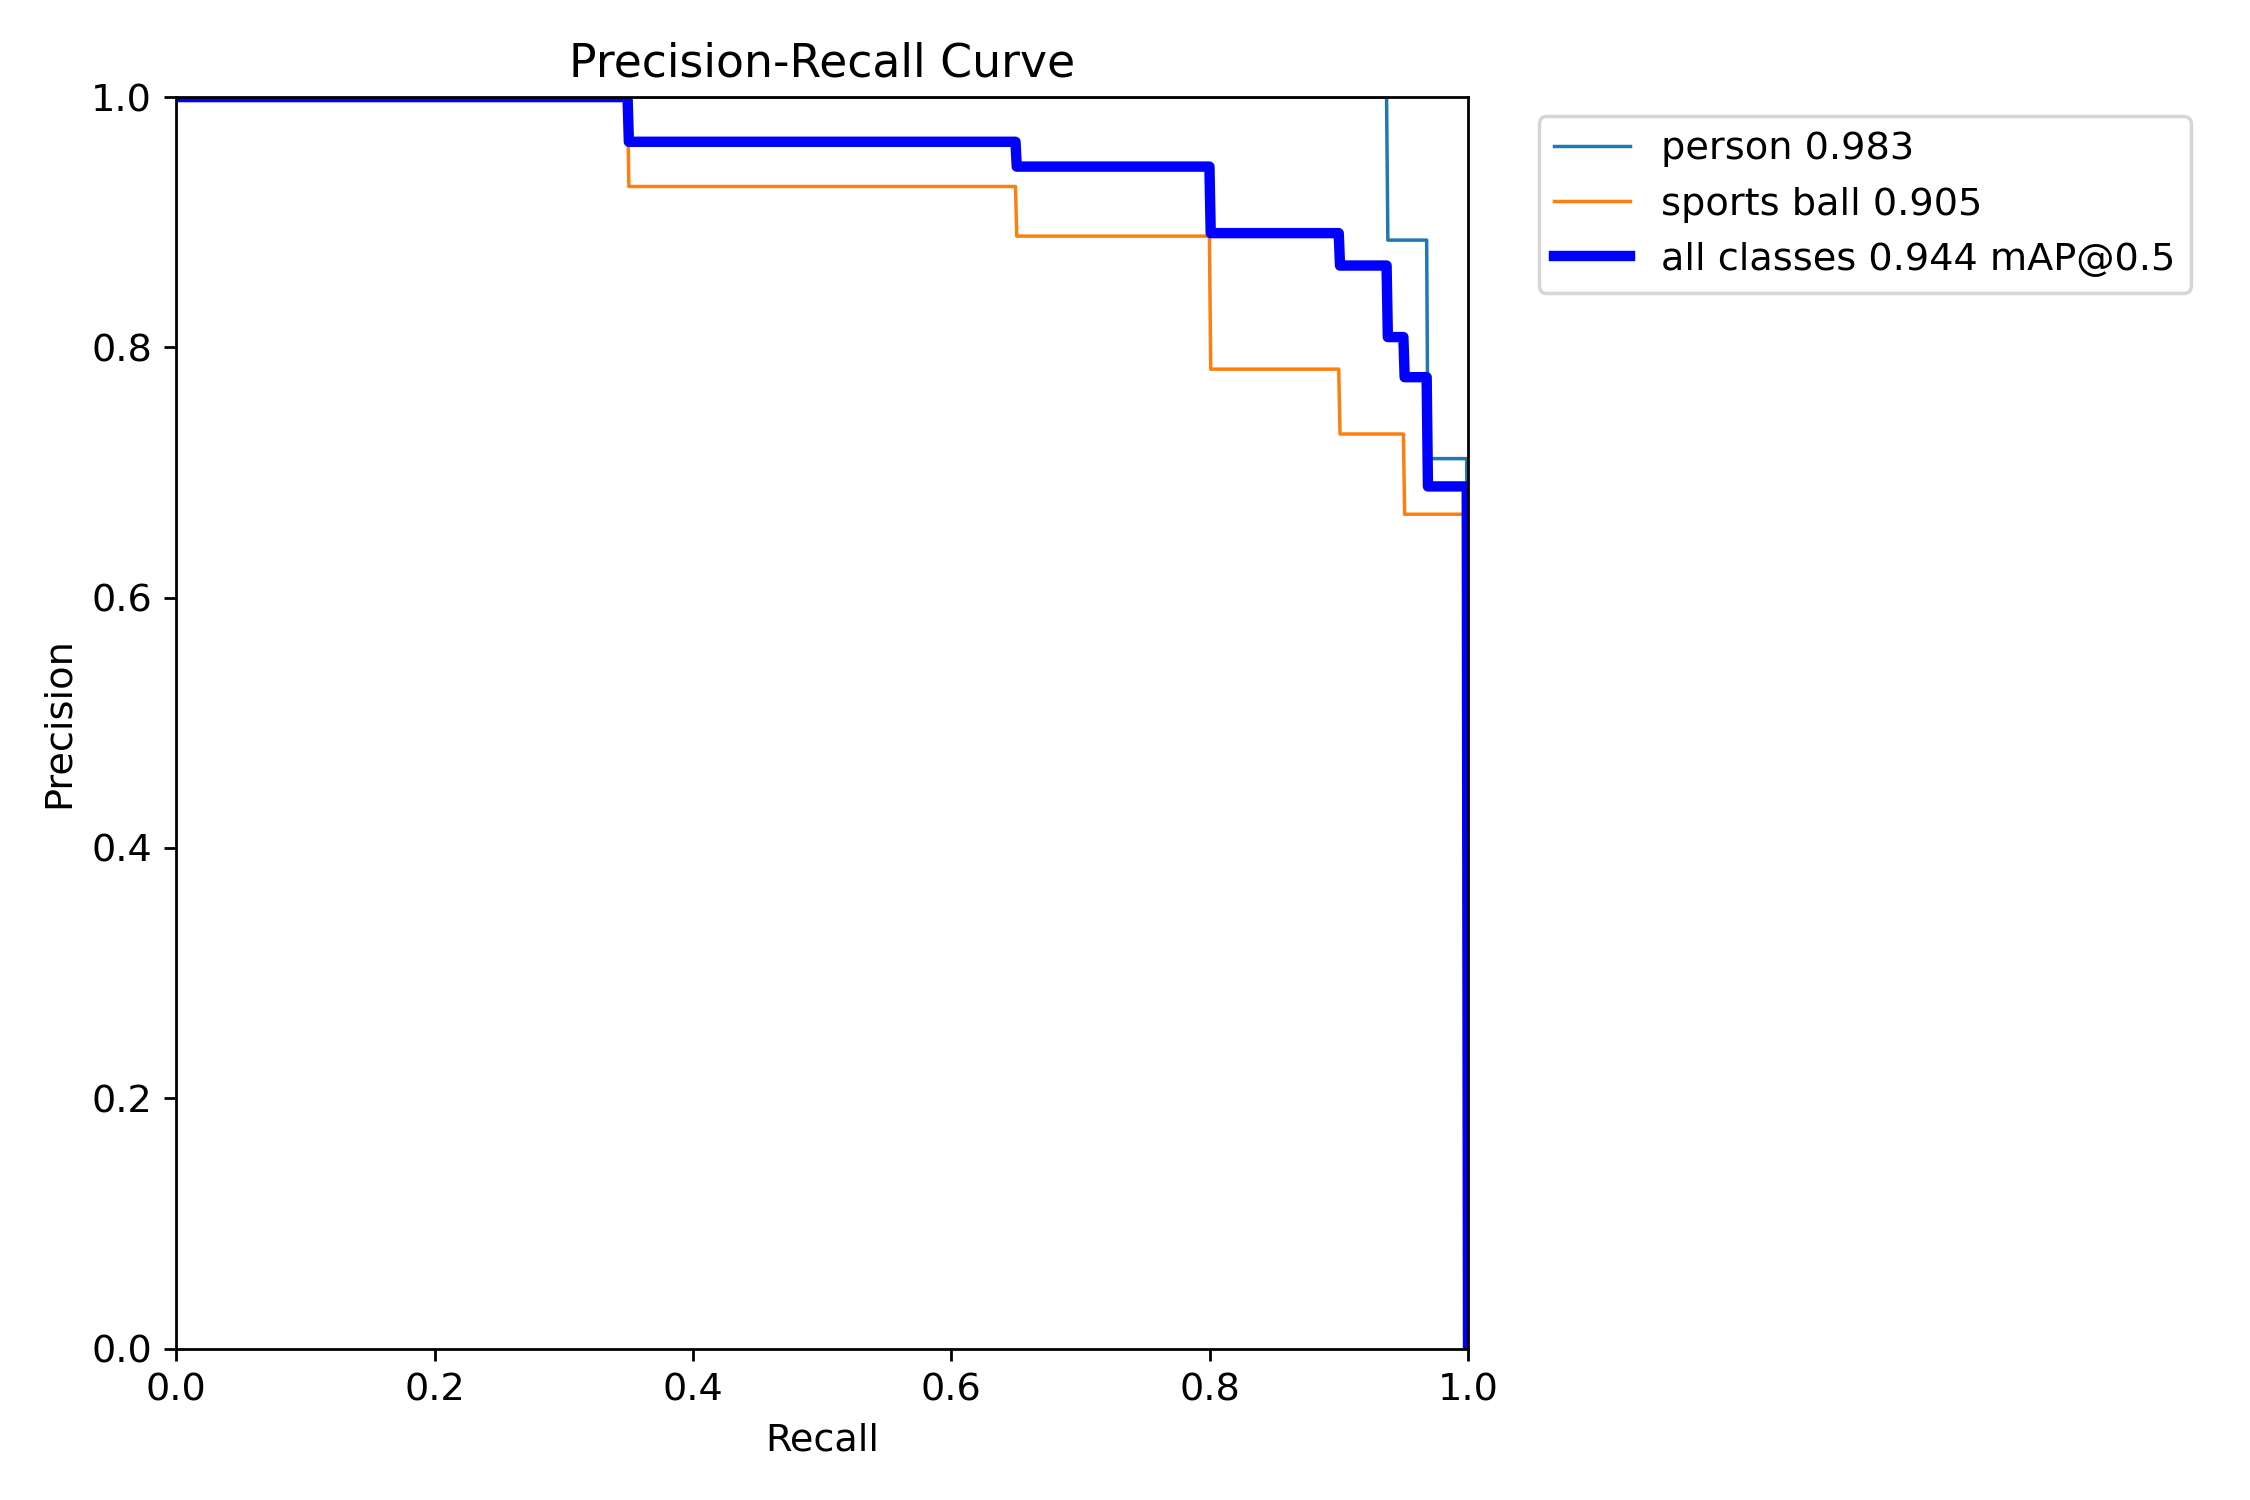 Precision-Recall Curve
1.0
0.8
0.6
0.4
0.2
0.0
Precision
0.0 0.2 0.4 0.6 0.8 1.0
Recall
person 0.983
sports ball 0.905
all classes 0.944 mAP@0.5